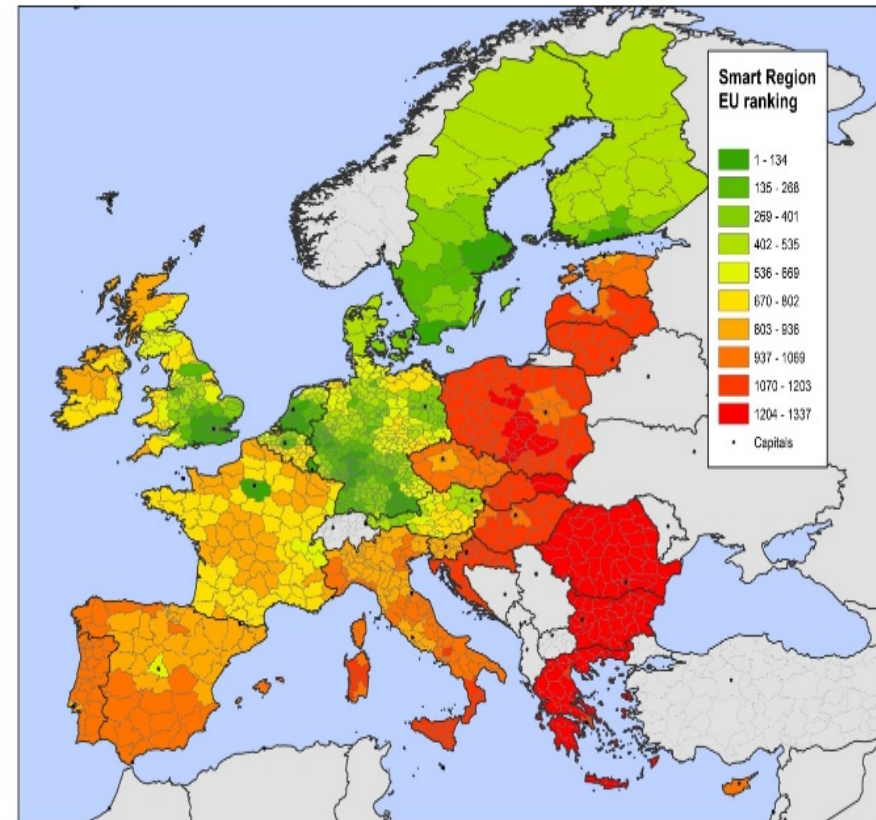 Smart Region
EU ranking
1 - 134
135 - 268
269 - 401
402 - 535
536 - 669
670 - 802
803 - 936
937 - 1069
1070 - 1203
1204 - 1337
Capitals